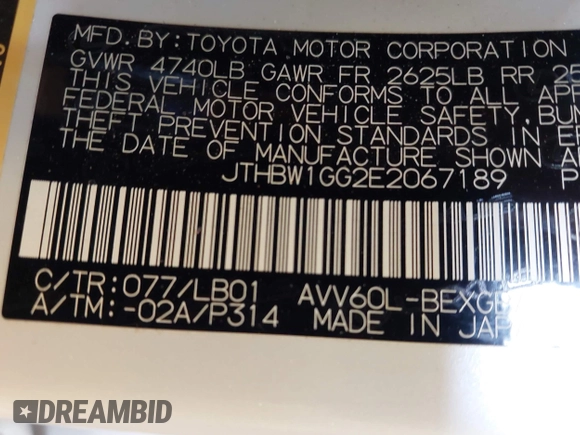 MFD. BY: TOYOTA MOTOR CORPORATION
GVWR 4740LB GAWR FR 2625LB RR
THIS VEHICLE CONFORMS TO ALL
FEDERAL MOTOR VEHICLE SAFETY,
THEFT PREVENTION STANDARDS IN
THE DATE OF MANUFACTURE SHOWN
JTHBW1GG2E2067189
C/TR:077/LB01 AVV60L-BEXG
A/TM:-02A/P314 MADE IN
DREAMBID